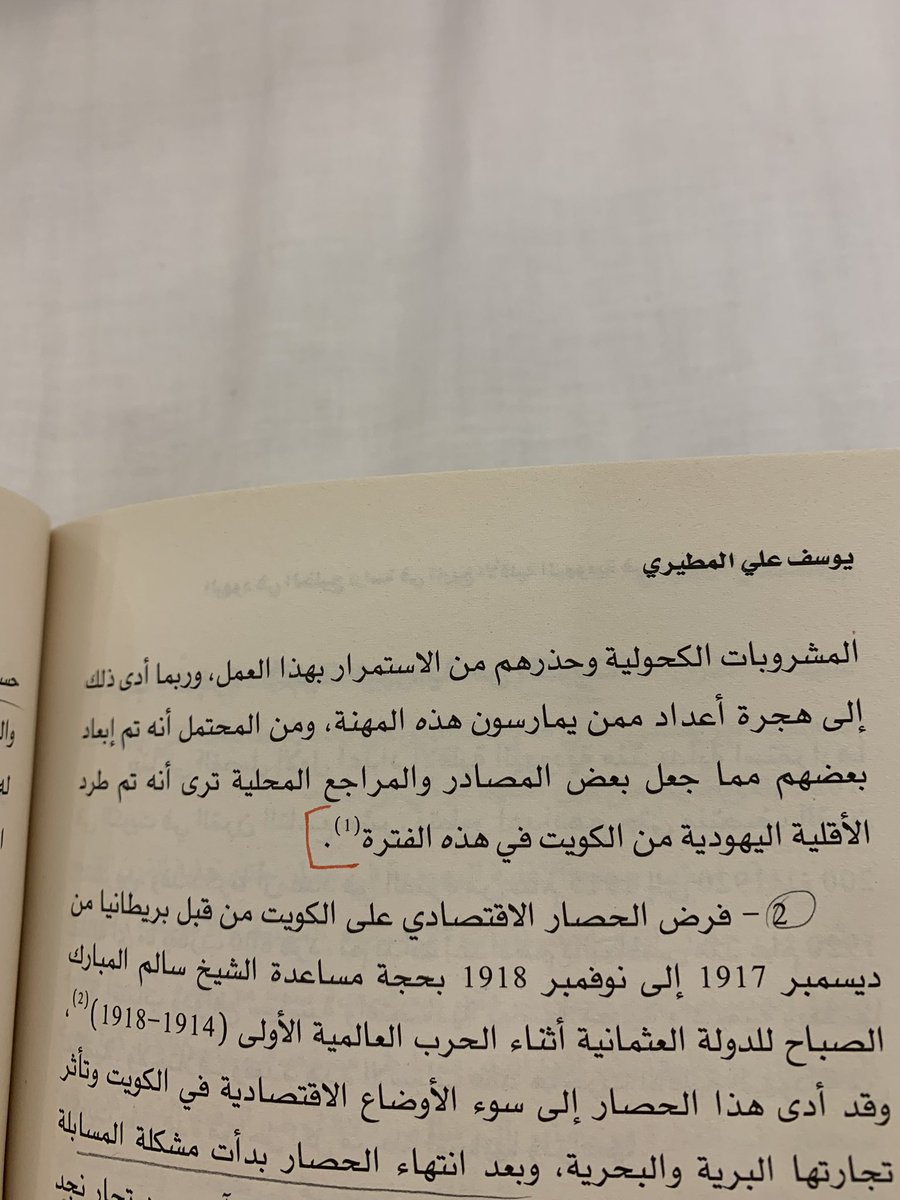 يوسف علي المطيري
المشروبات الكحولية وحذرهم من الاستمرار بهذا العمل، وربما أدى ذلك
إلى هجرة أعداد ممن يمارسون هذه المهنة، ومن المحتمل أنه تم إبعاد
بعضهم مما جعل بعض المصادر والمراجع المحلية ترى أنه تم طرد
الأقلية اليهودية من الكويت في هذه الفترة(1).
2 - فرض الحصار الاقتصادي على الكويت من قبل بريطانيا من
ديسمبر 1917 إلى نوفمبر 1918 بحجة مساعدة الشيخ سالم المبارك
الصباح للدولة العثمانية أثناء الحرب العالمية الأولى (1914-1918)(2)،
وقد أدى هذا الحصار إلى سوء الأوضاع الاقتصادية في الكويت وتأثر
تجارتها البرية والبحرية، وبعد انتهاء الحصار بدأت مشكلة المسابلة
تجار نجد